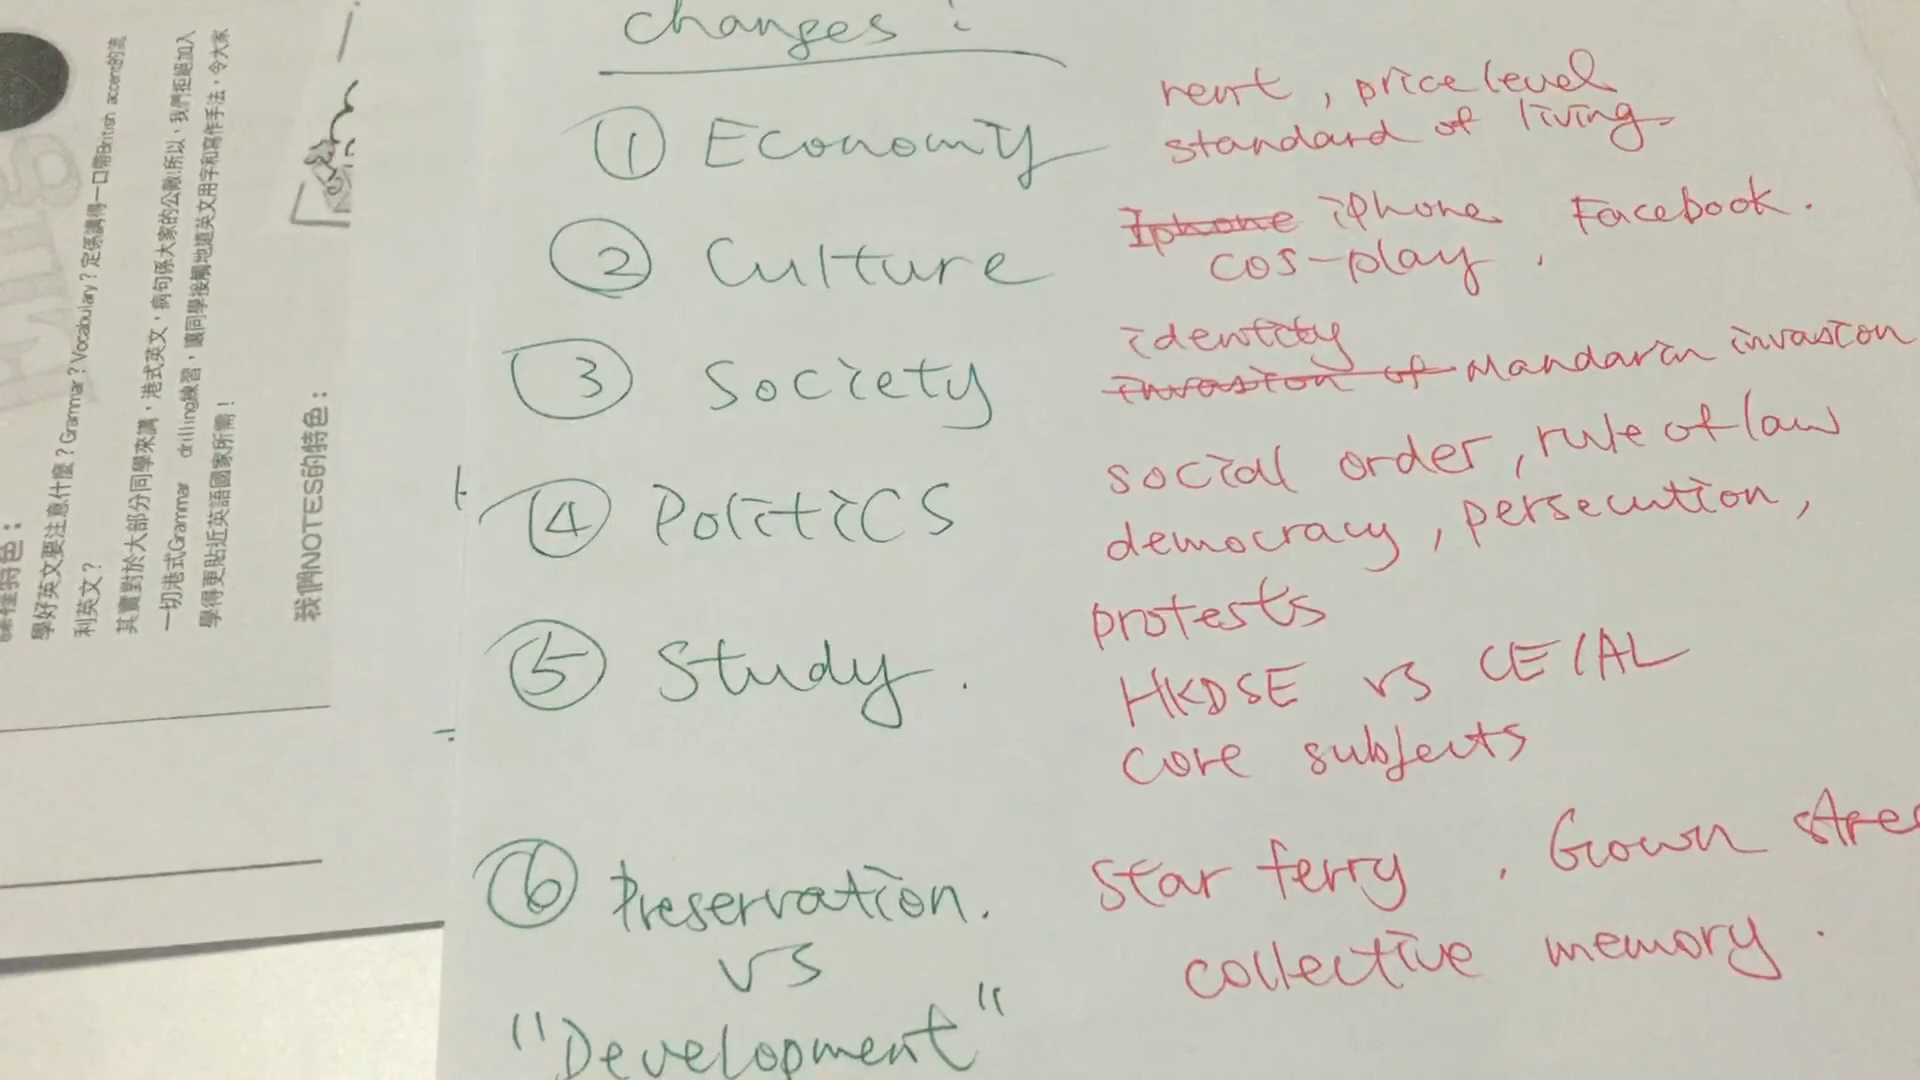 changes :
① Economy
rent , price level
standard of living
② Culture
Iphone iphone Facebook .
cos-play ,
③ Society
identity
invasion of Mandarin invasion
④ Politics
social order , rule of law
democracy , persecution ,
protests
⑤ Study .
HKDSE vs CE/AL
core subjects
⑥ Preservation .
vs
"Development"
Star ferry , Grown stree
collective memory .
學好英文要注意什麼？Grammar？Vocabulary？定係講得一口帶British accent的流
利英文？
其實對於大部分同學來講，港式英文，病句係大家的公敵!所以，我們拒絕加入
一切港式Grammar drilling練習，讓同學接觸地道英文用字和寫作手法，令大家
學得更貼近英語國家所需！
我們NOTES的特色：